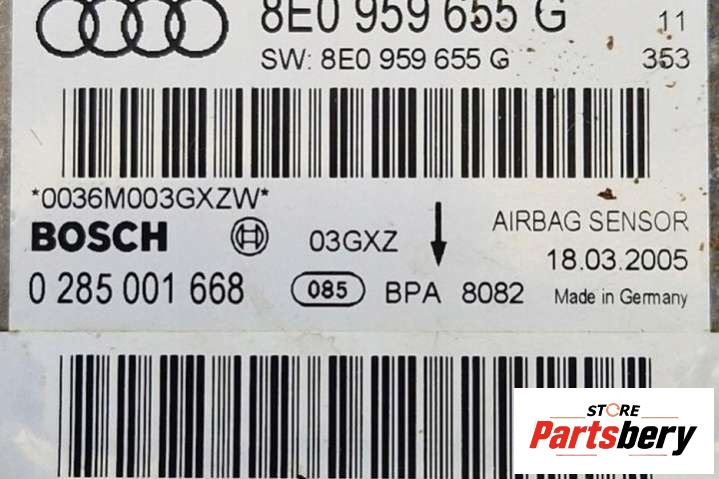 8E0 959 655 G 11
SW: 8E0 959 655 G 353
*0036M003GXZW*
BOSCH 03GXZ AIRBAG SENSOR
18.03.2005
0 285 001 668 085 BPA 8082 Made in Germany
STORE
Partsbery